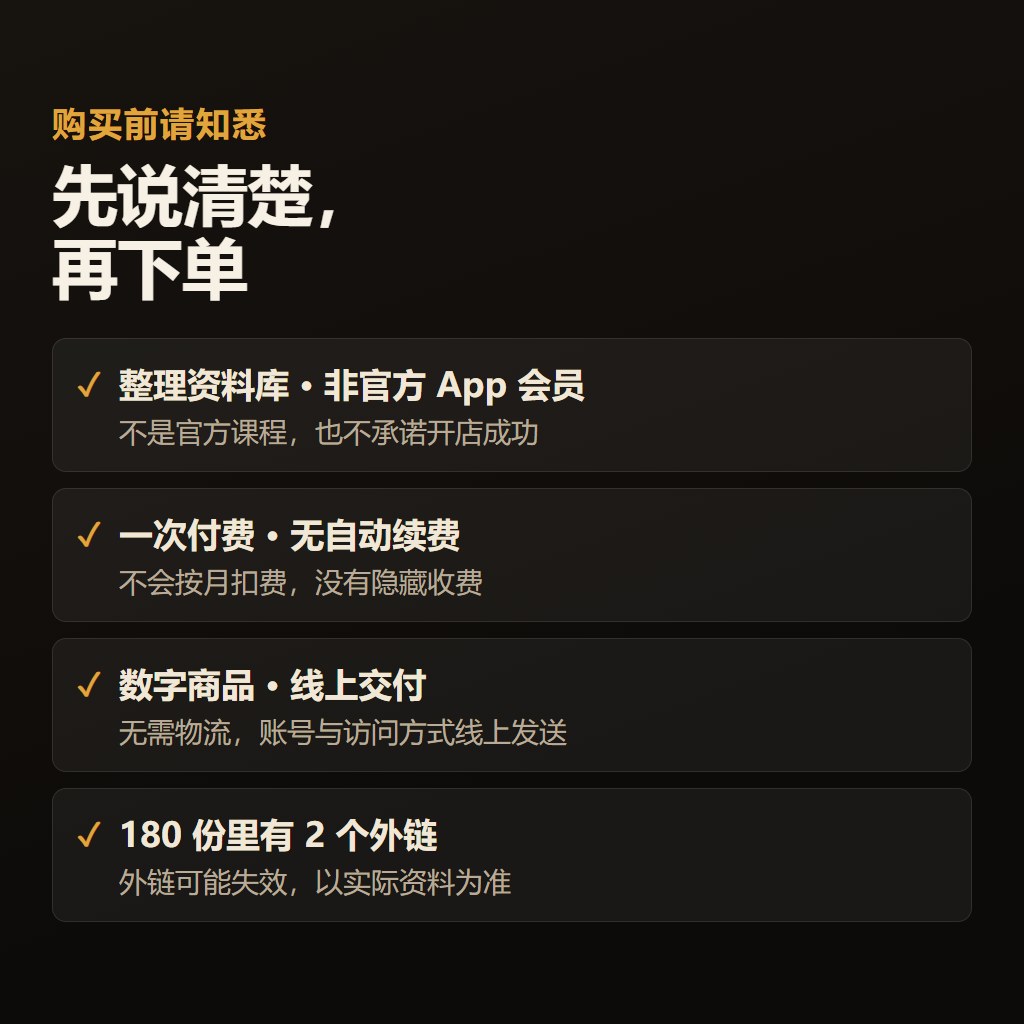 购买前请知悉
先说清楚，
再下单
✓ 整理资料库·非官方 App 会员
不是官方课程，也不承诺开店成功
✓ 一次付费·无自动续费
不会按月扣费，没有隐藏收费
✓ 数字商品·线上交付
无需物流，账号与访问方式线上发送
✓ 180 份里有 2 个外链
外链可能失效，以实际资料为准